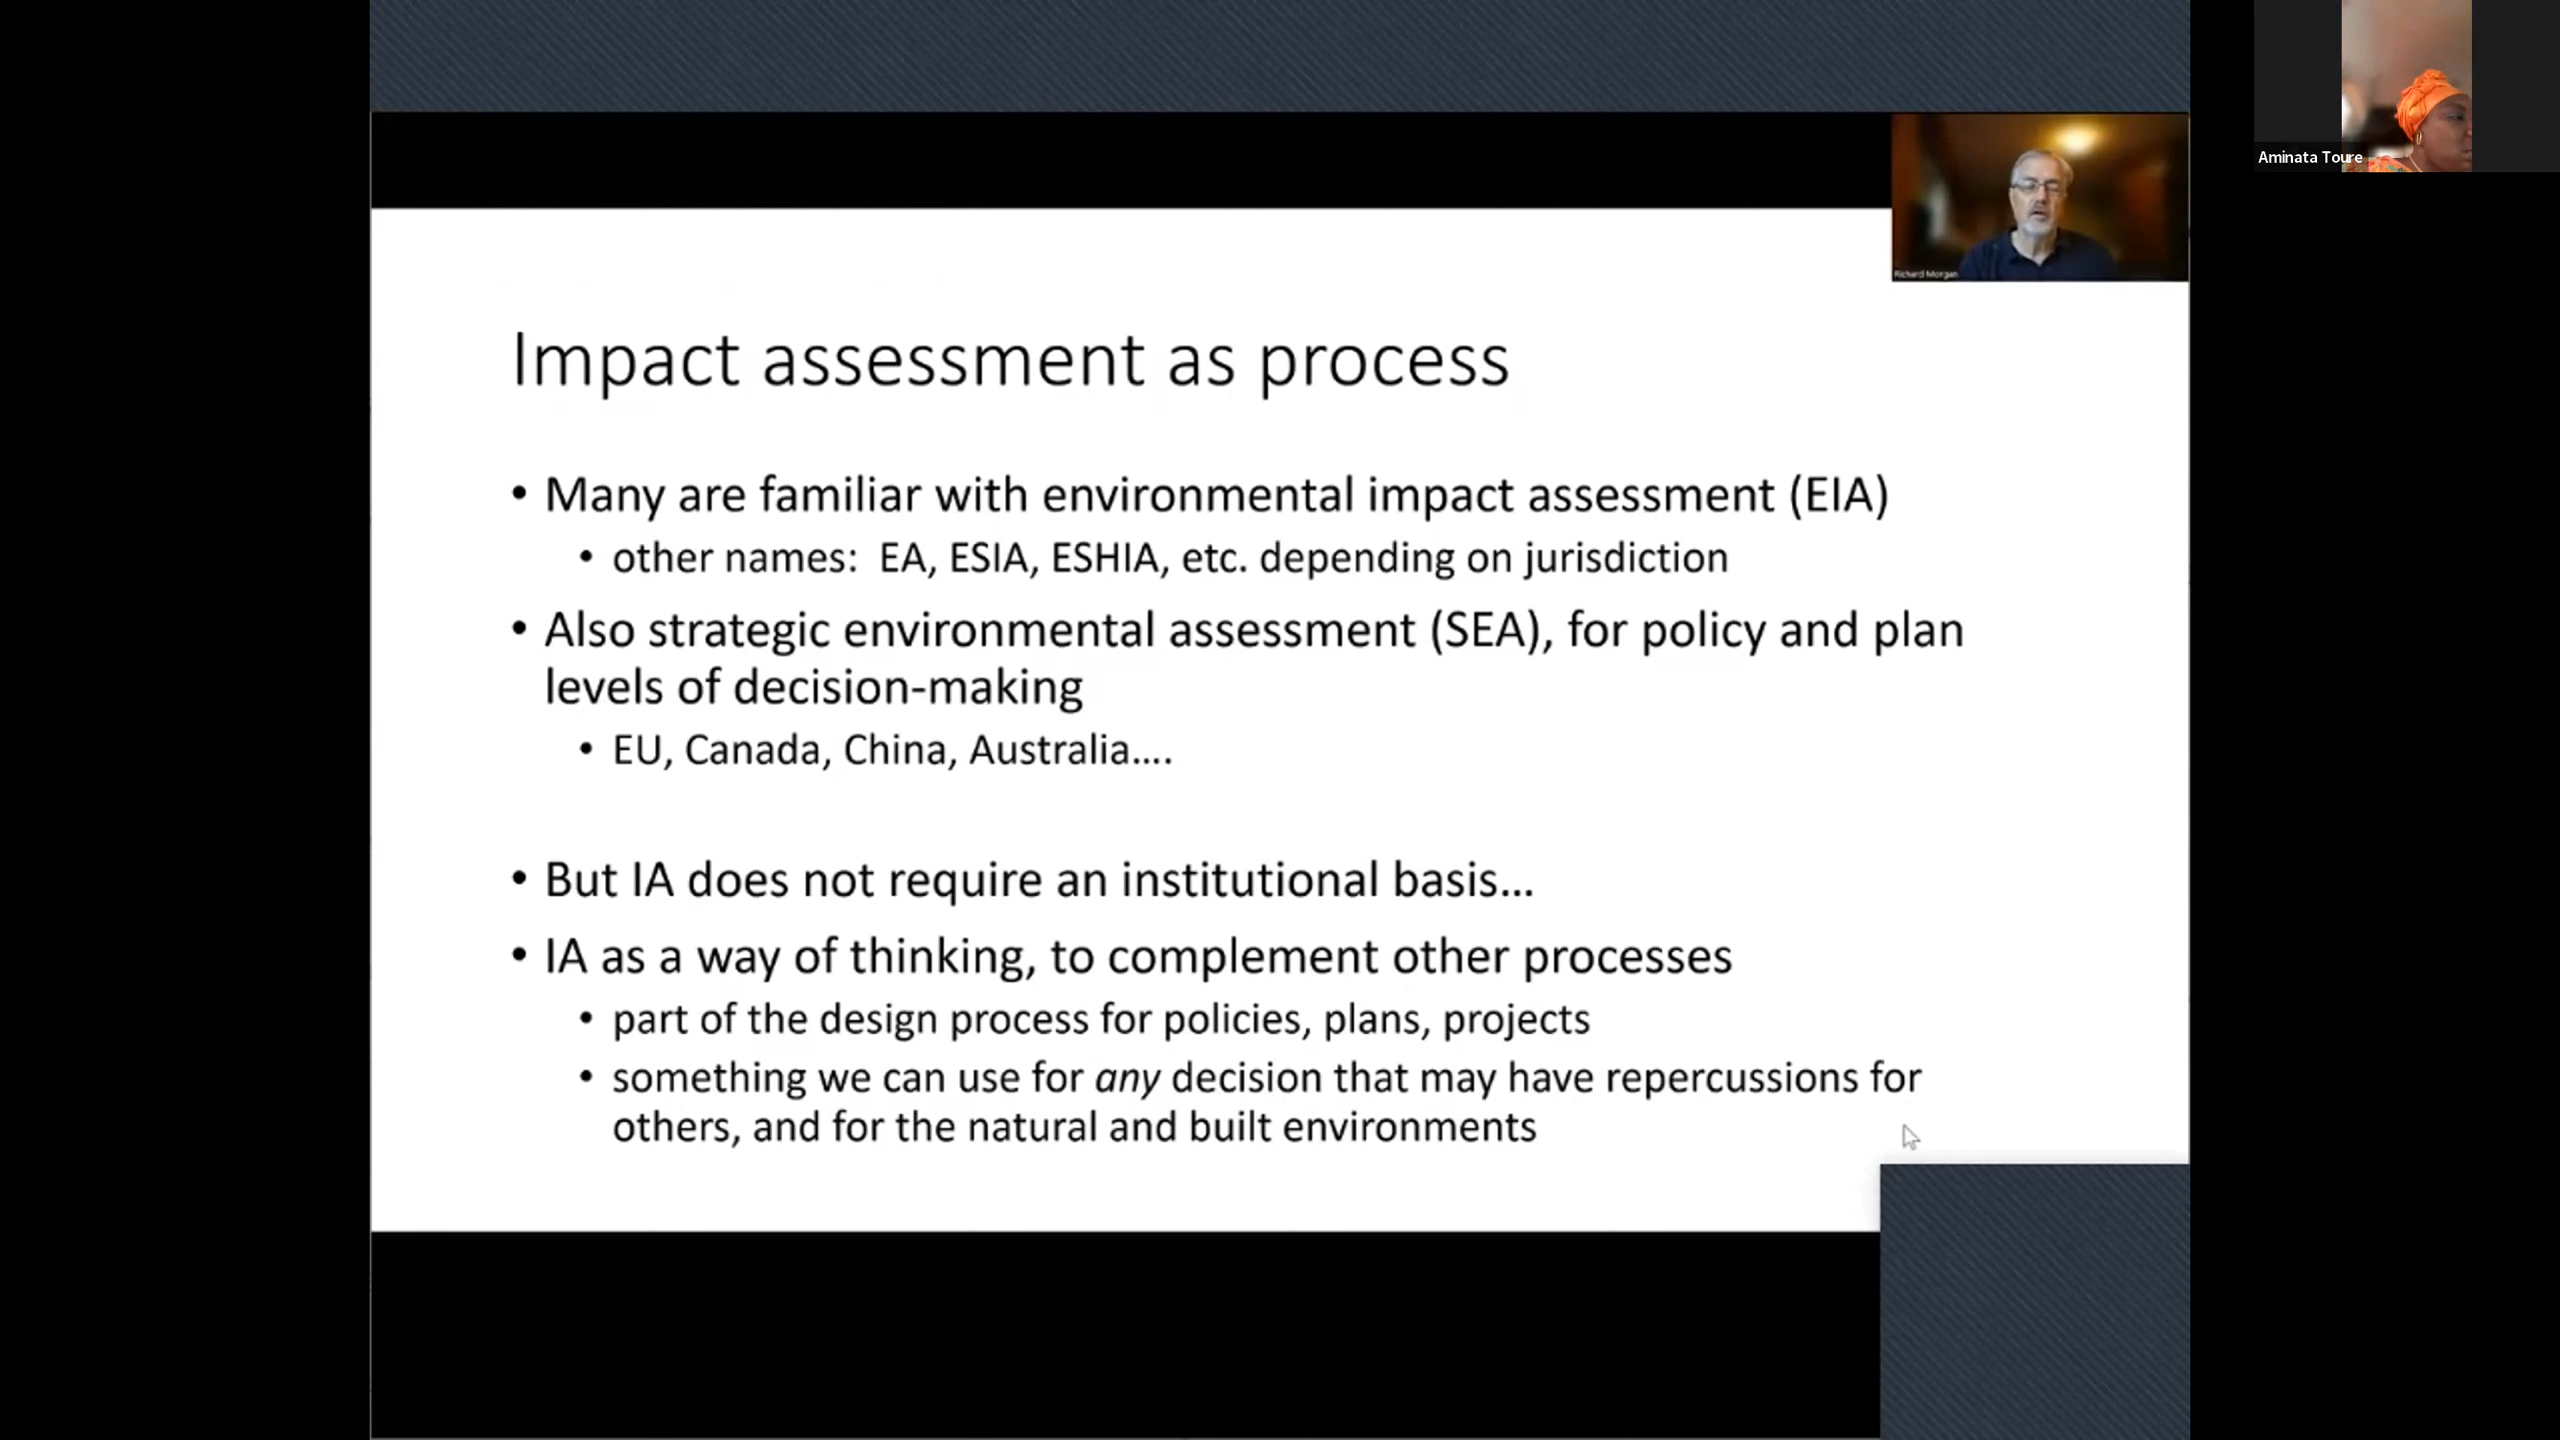 Aminata Toure
Richard Morgan
Impact assessment as process
• Many are familiar with environmental impact assessment (EIA)
• other names:  EA, ESIA, ESHIA, etc. depending on jurisdiction
• Also strategic environmental assessment (SEA), for policy and plan
levels of decision-making
• EU, Canada, China, Australia....
• But IA does not require an institutional basis...
• IA as a way of thinking, to complement other processes
• part of the design process for policies, plans, projects
• something we can use for any decision that may have repercussions for
others, and for the natural and built environments